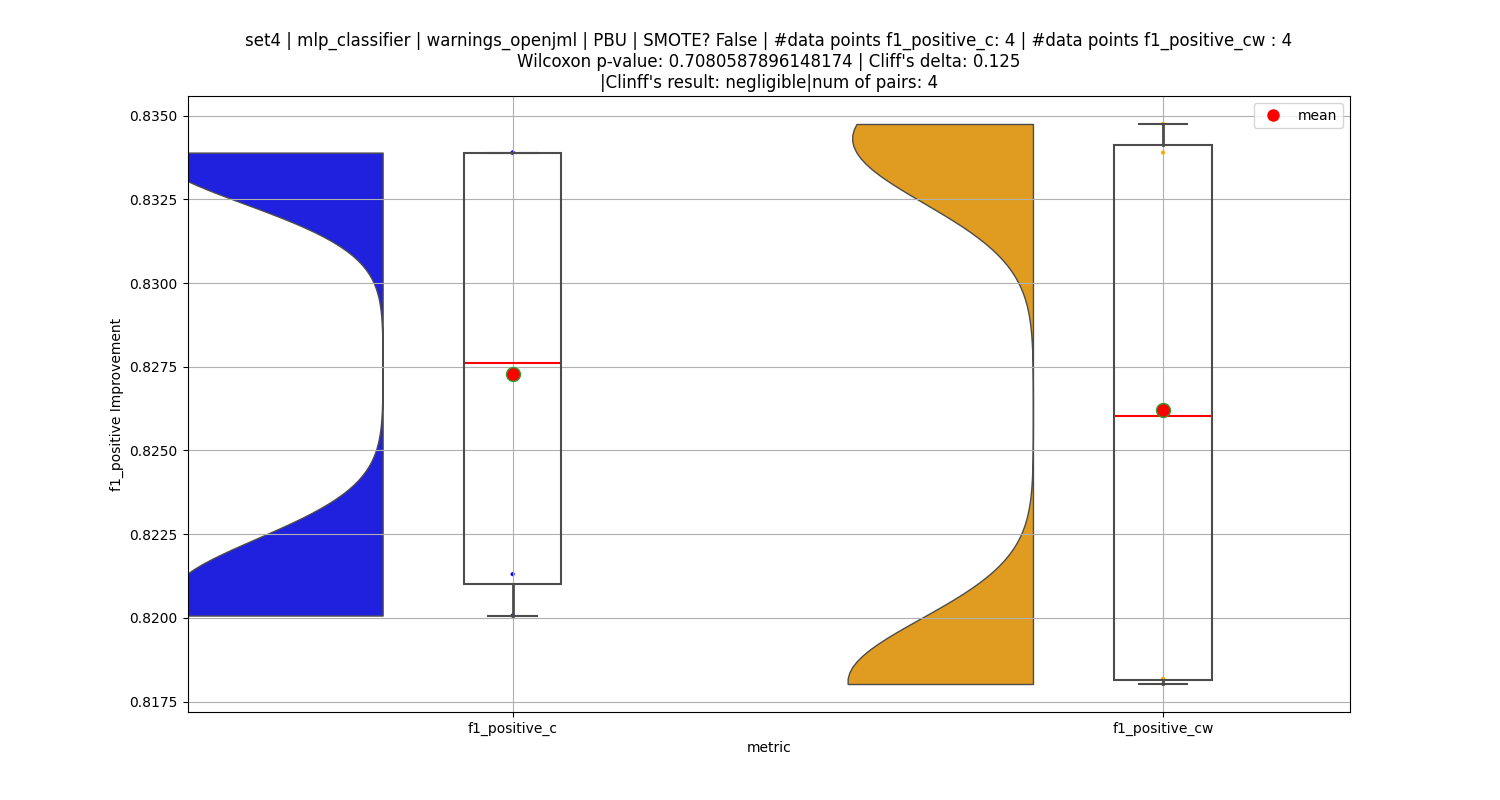 set4 | mlp_classifier | warnings_openjml | PBU | SMOTE? False | #data points f1_positive_c: 4 | #data points f1_positive_cw : 4
Wilcoxon p-value: 0.7080587896148174 | Cliff's delta: 0.125
|Clinff's result: negligible|num of pairs: 4
mean
0.8350
0.8325
0.8300
0.8275
0.8250
0.8225
0.8200
0.8175
f1_positive Improvement
f1_positive_c
f1_positive_cw
metric